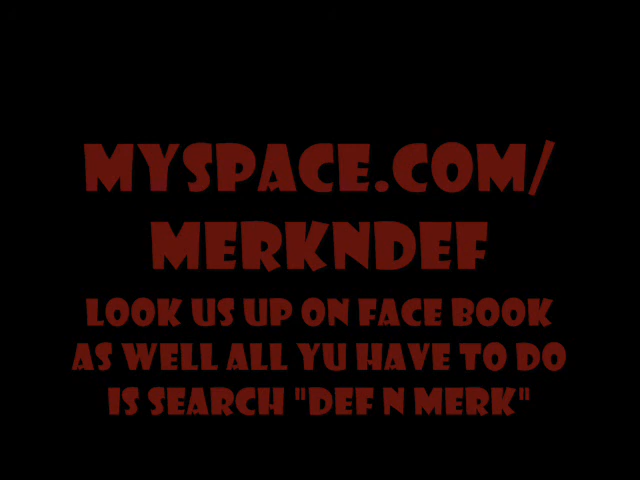 MYSPACE.COM/
MERKNDEF
LOOK US UP ON FACE BOOK
AS WELL ALL YU HAVE TO DO
IS SEARCH "DEF N MERK"